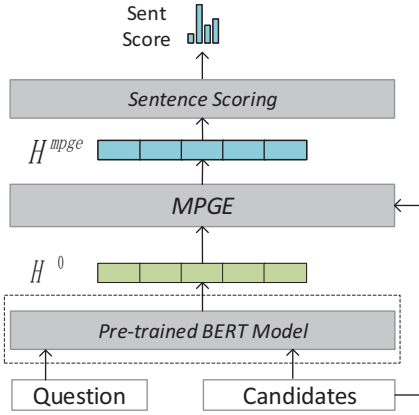 Sent
Score
Sentence Scoring
H^mpge
MPGE
H^0
Pre-trained BERT Model
Question
Candidates